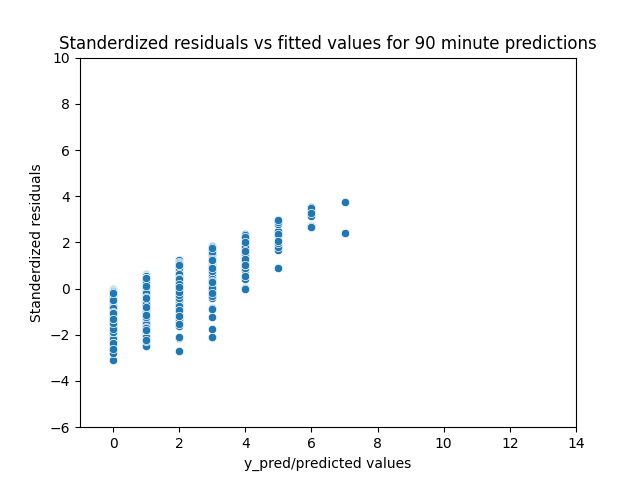 Standerdized residuals vs fitted values for 90 minute predictions
10
8
6
4
2
0
−2
−4
−6
Standerdized residuals
0 2 4 6 8 10 12 14
y_pred/predicted values